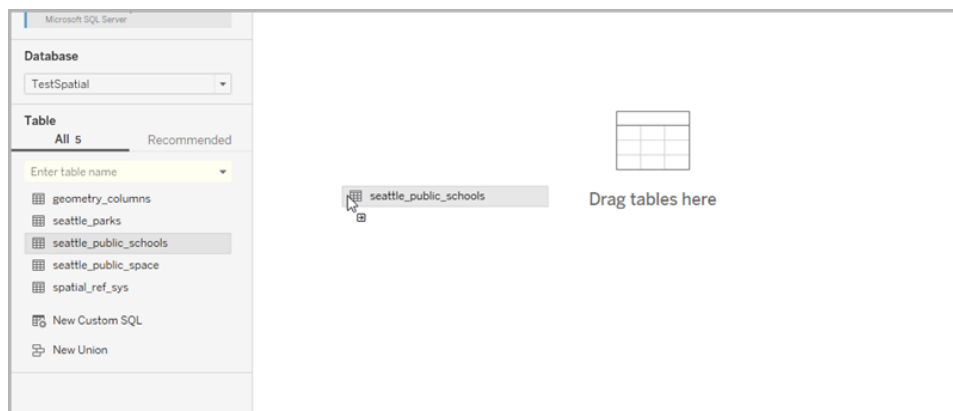 Microsoft SQL Server
Database
TestSpatial
Table
All 5
Recommended
Enter table name
geometry_columns
seattle_parks
seattle_public_schools
seattle_public_space
spatial_ref_sys
New Custom SQL
New Union
seattle_public_schools
Drag tables here